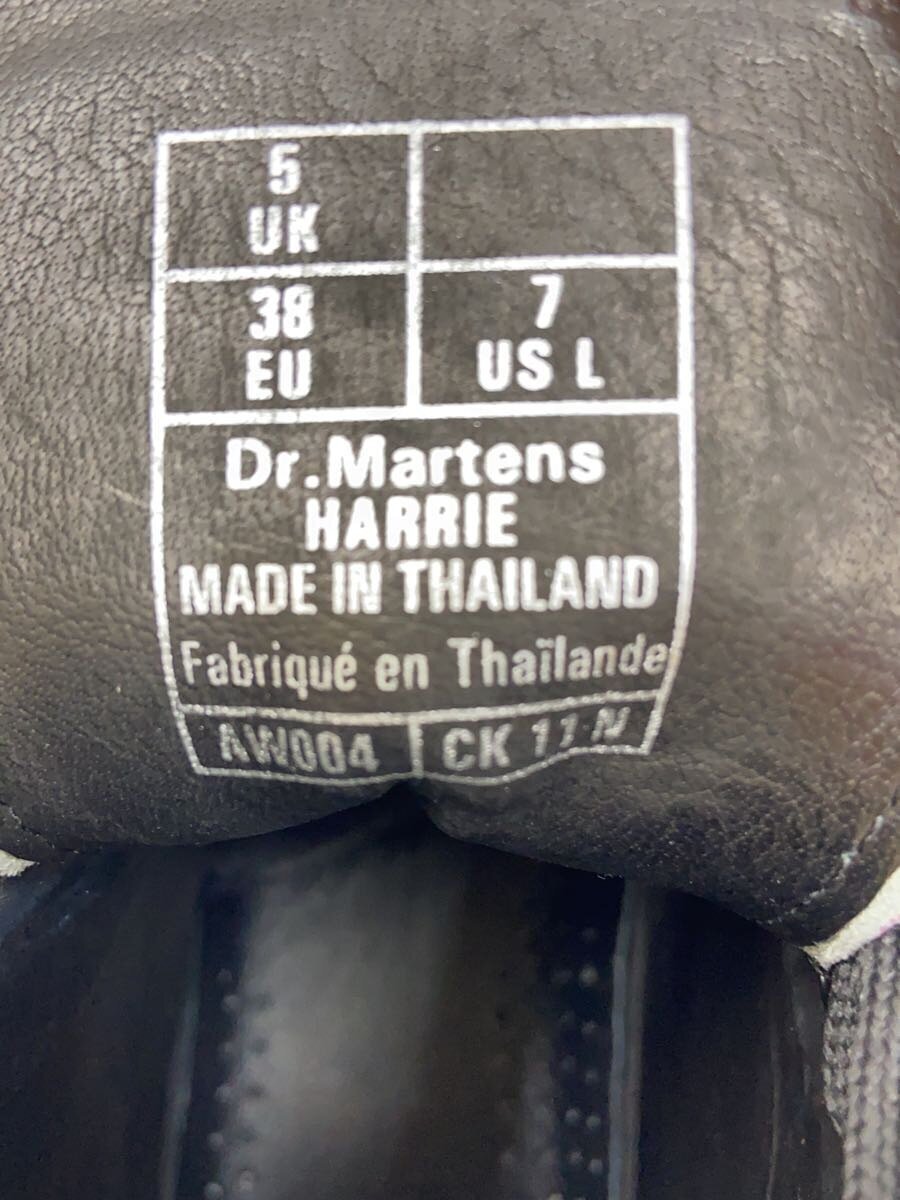 5
UK
38
EU
7
US L
Dr.Martens
HARRIE
MADE IN THAILAND
Fabriqué en Thaïlande
AW004
CK 11 N